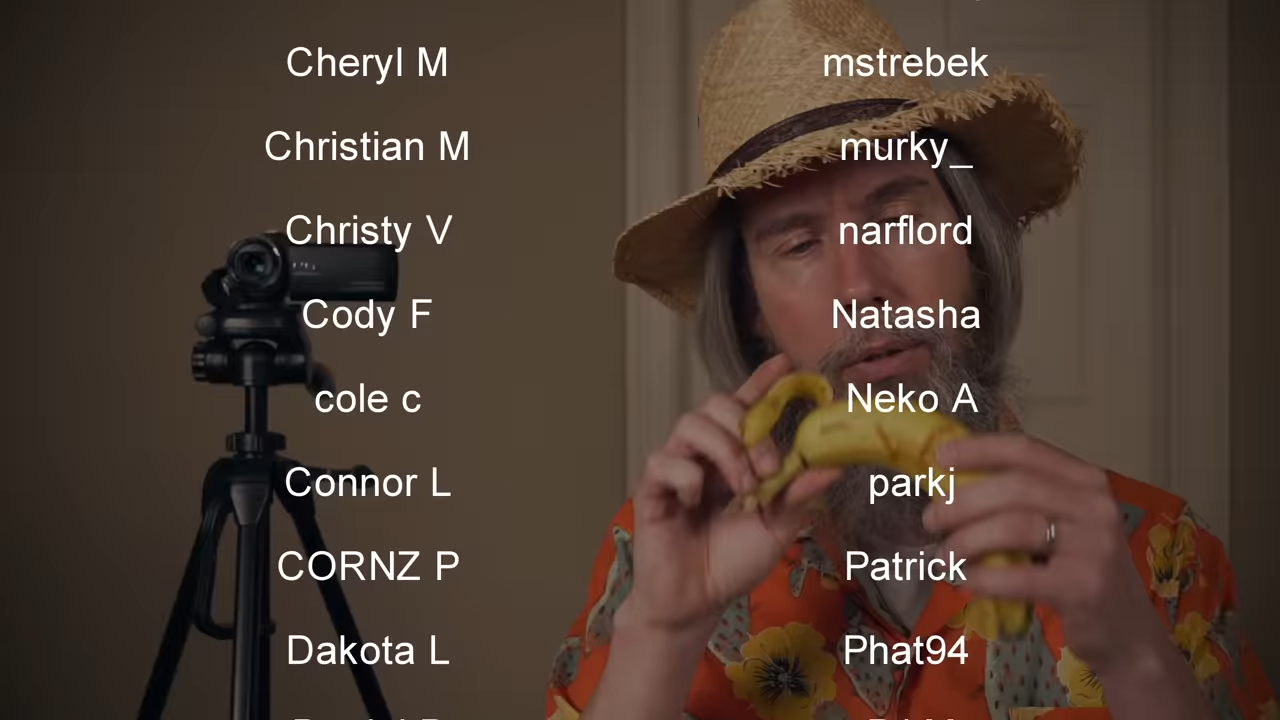 Cheryl M
mstrebek
Christian M
murky_
Christy V
narflord
Cody F
Natasha
cole c
Neko A
Connor L
parkj
CORNZ P
Patrick
Dakota L
Phat94